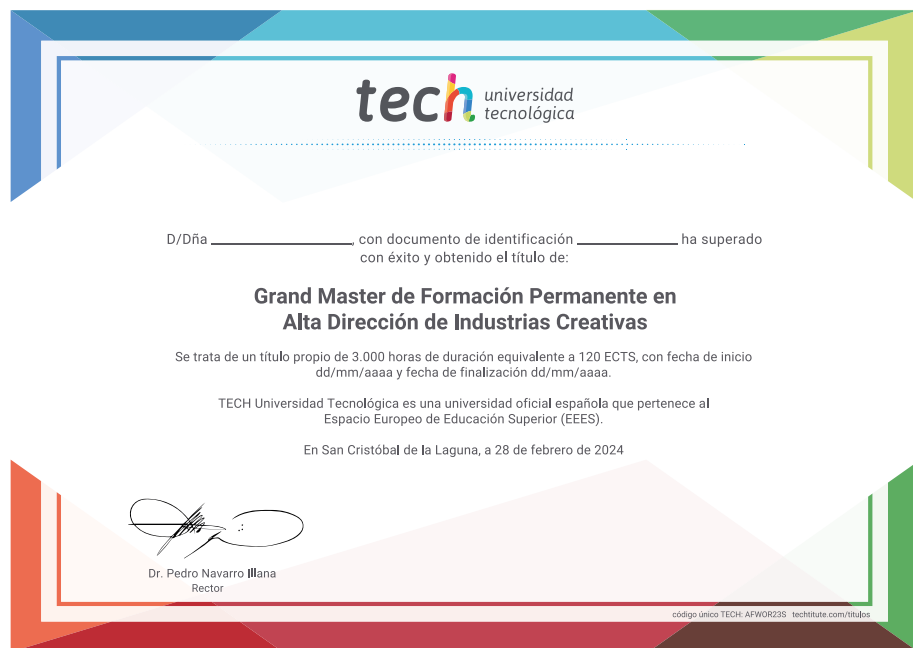 tech universidad
tecnológica
D/Dña ______________, con documento de identificación __________ ha superado
con éxito y obtenido el título de:
Grand Master de Formación Permanente en
Alta Dirección de Industrias Creativas
Se trata de un título propio de 3.000 horas de duración equivalente a 120 ECTS, con fecha de inicio
dd/mm/aaaa y fecha de finalización dd/mm/aaaa.
TECH Universidad Tecnológica es una universidad oficial española que pertenece al
Espacio Europeo de Educación Superior (EEES).
En San Cristóbal de la Laguna, a 28 de febrero de 2024
Dr. Pedro Navarro Illana
Rector
código único TECH: AFWOR23S techtitute.com/titulos